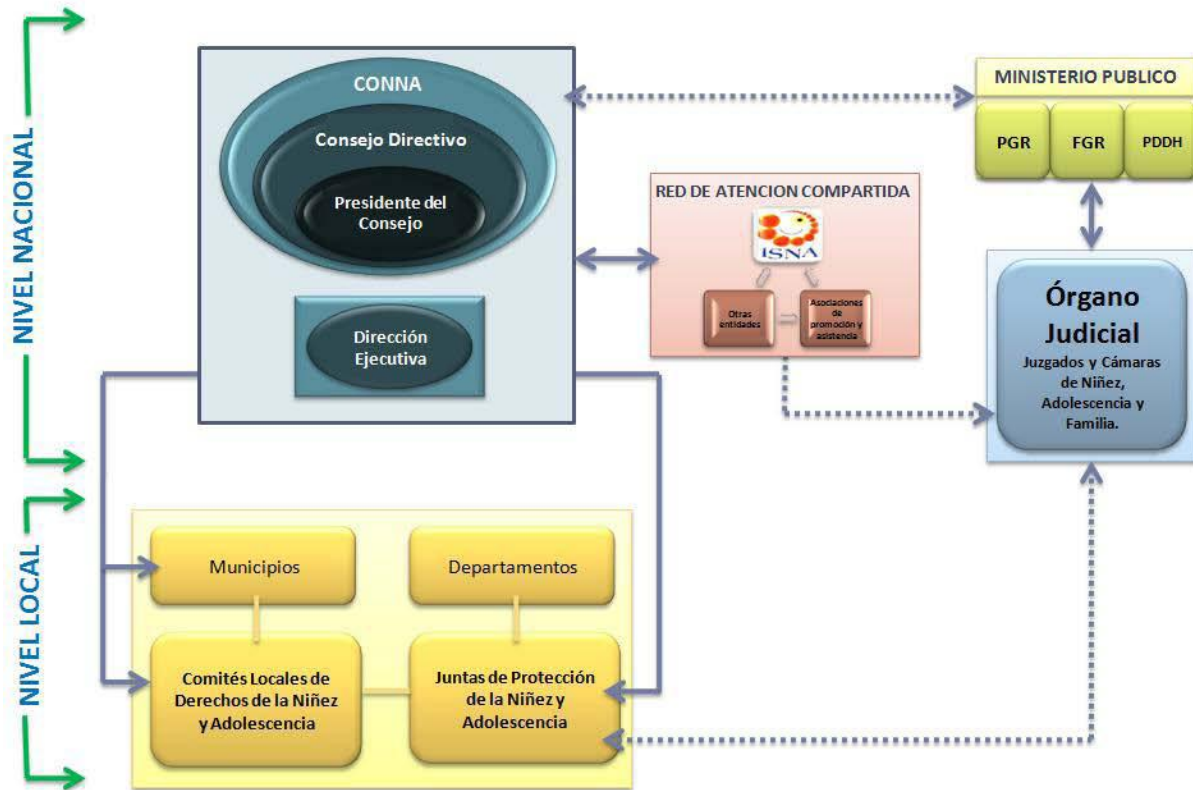 NIVEL NACIONAL
CONNA
Consejo Directivo
Presidente del
Consejo
Dirección
Ejecutiva
RED DE ATENCION COMPARTIDA
ISNA
Otras
entidades
Asociaciones
de
promoción y
asistencia
MINISTERIO PUBLICO
PGR
FGR
PDDH
Órgano
Judicial
Juzgados y Cámaras
de Niñez,
Adolescencia y
Familia.
NIVEL LOCAL
Municipios
Departamentos
Comités Locales de
Derechos de la Niñez
y Adolescencia
Juntas de Protección
de la Niñez y
Adolescencia